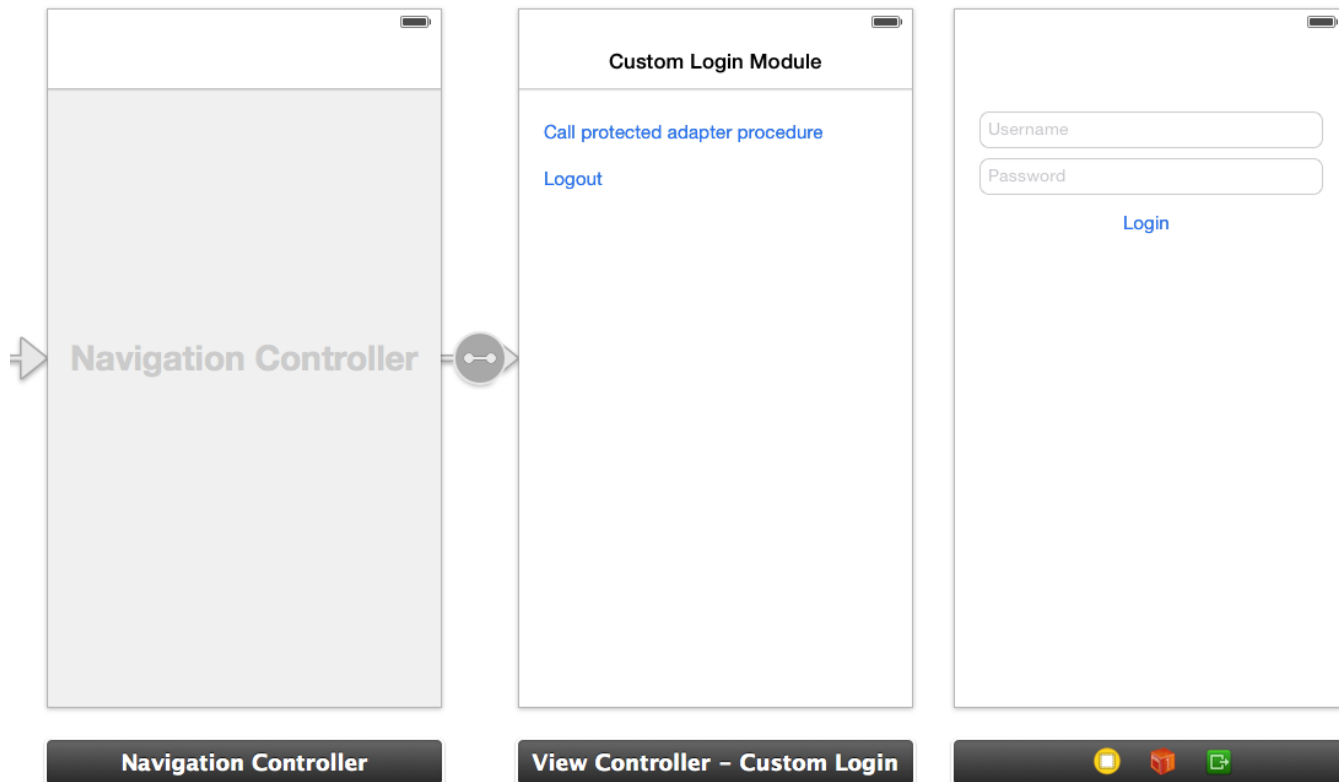 Navigation Controller
Custom Login Module
Call protected adapter procedure
Logout
Username
Password
Login
Navigation Controller
View Controller – Custom Login